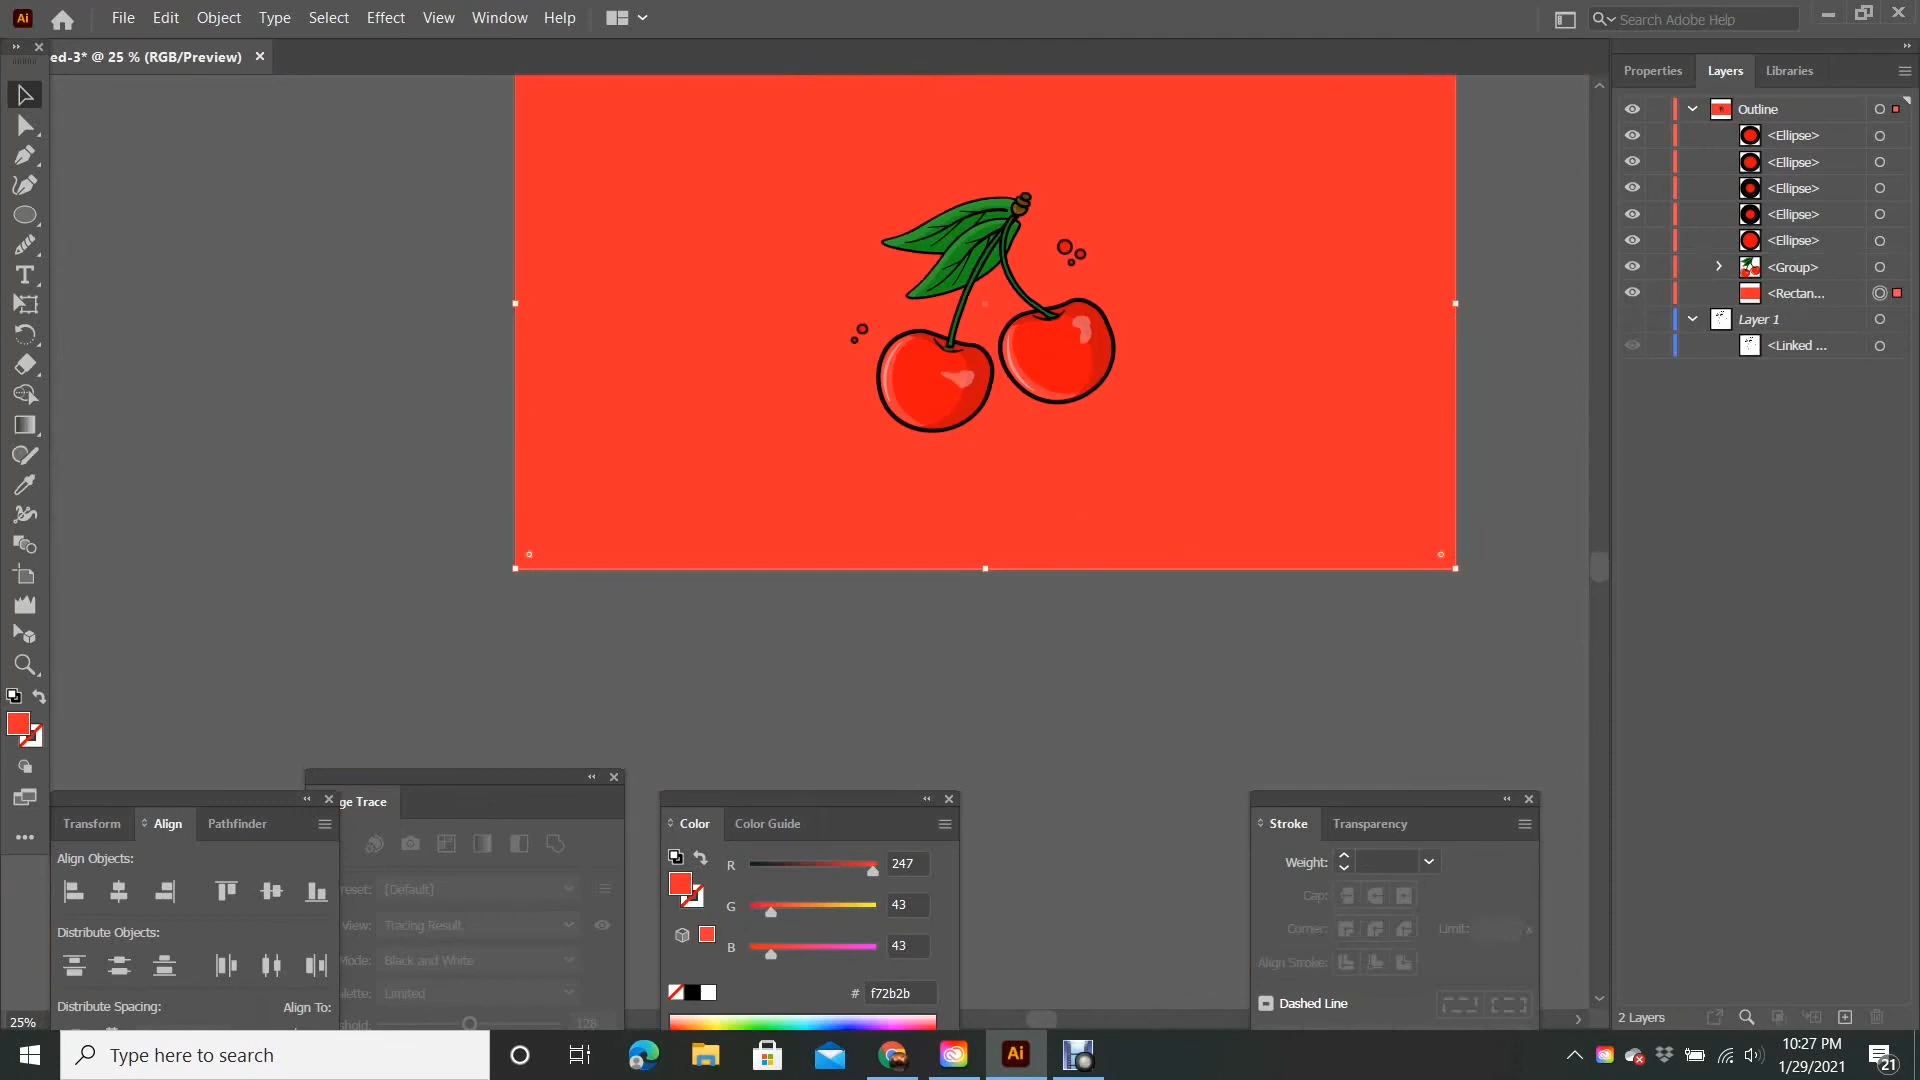 Ai File Edit Object Type Select Effect View Window Help Search Adobe Help
ed-3* @ 25 % (RGB/Preview)
Properties Layers Libraries
Outline
<Ellipse>
<Ellipse>
<Ellipse>
<Ellipse>
<Ellipse>
<Group>
<Rectan...
Layer 1
<Linked ...
ge Trace
Transform Align Pathfinder
Align Objects:
Distribute Objects:
Distribute Spacing: Align To:
eset: [Default]
View: Tracing Result
Mode: Black and White
alette: Limited
hold: 128
Color Color Guide
R 247
G 43
B 43
# f72b2b
Stroke Transparency
Weight:
Cap:
Corner: Limit: x
Align Stroke:
Dashed Line
2 Layers
25%
Type here to search
Ai
10:27 PM
1/29/2021
21